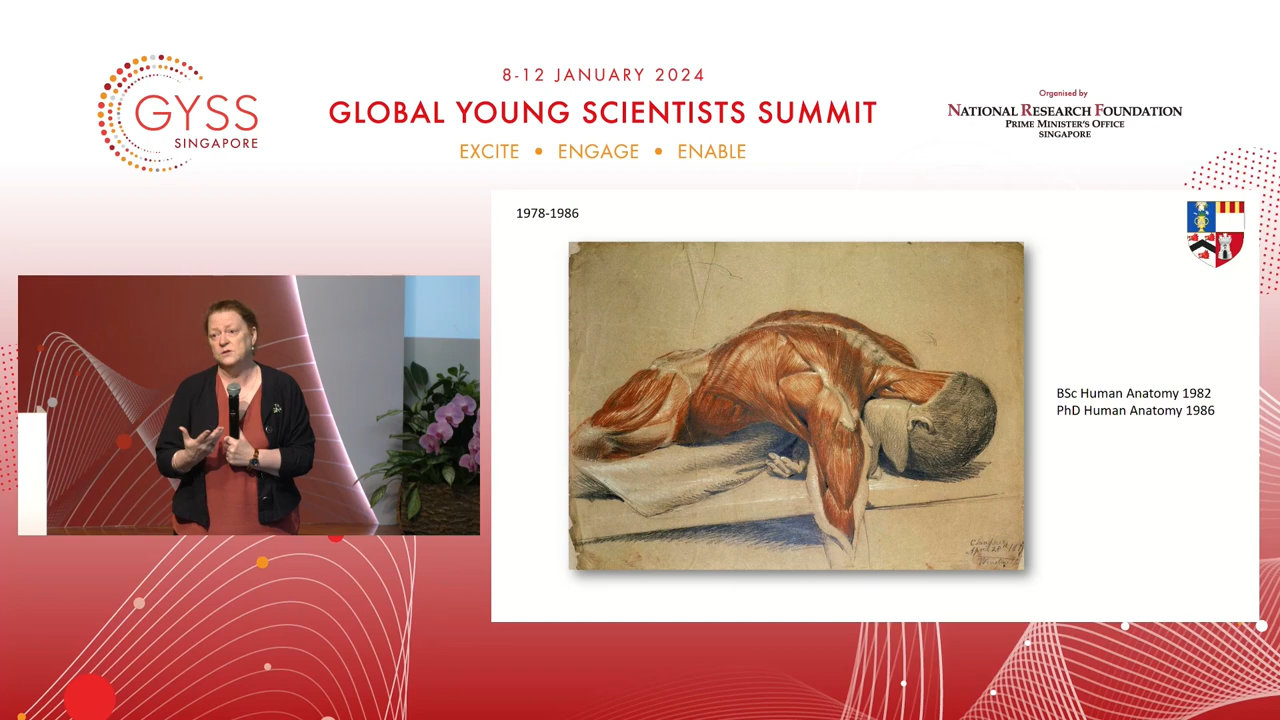 GYSS
SINGAPORE
8-12 JANUARY 2024
GLOBAL YOUNG SCIENTISTS SUMMIT
EXCITE • ENGAGE • ENABLE
Organised by
NATIONAL RESEARCH FOUNDATION
PRIME MINISTER'S OFFICE
SINGAPORE
1978-1986
BSc Human Anatomy 1982
PhD Human Anatomy 1986